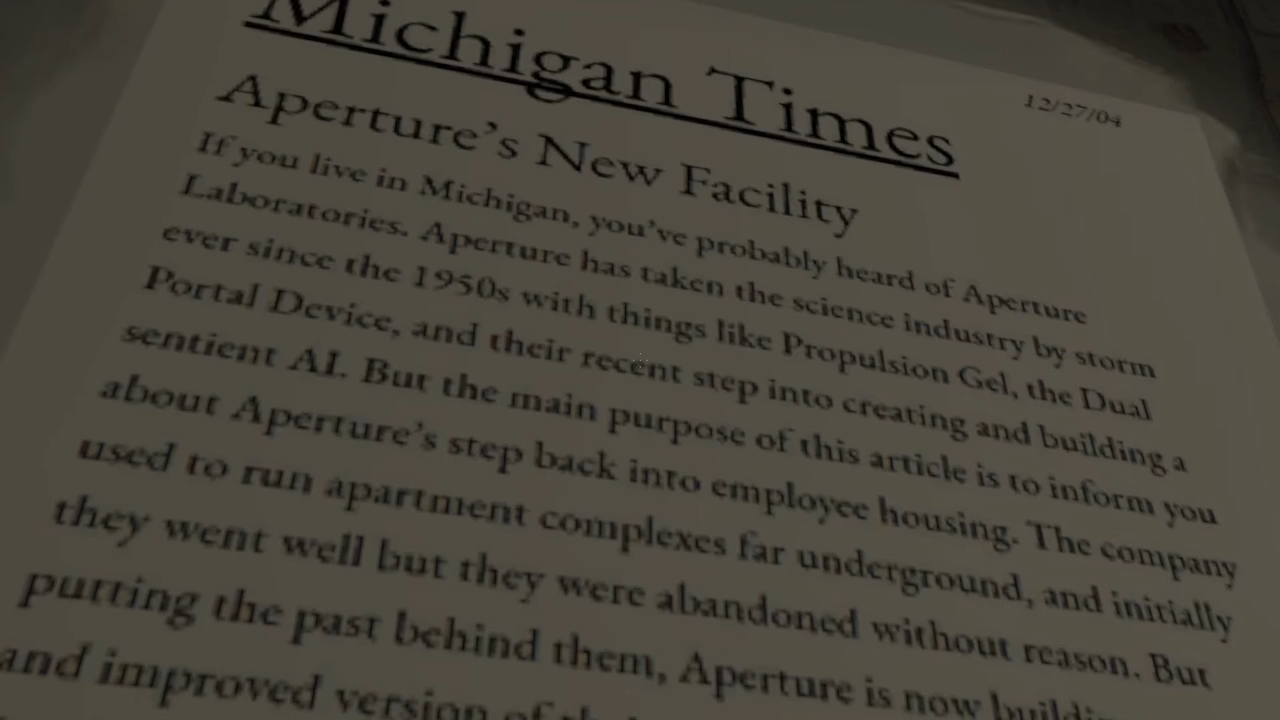 Michigan Times
12/27/04
Aperture's New Facility
If you live in Michigan, you've probably heard of Aperture
Laboratories. Aperture has taken the science industry by storm
ever since the 1950s with things like Propulsion Gel, the Dual
Portal Device, and their recent step into creating and building a
sentient AI. But the main purpose of this article is to inform you
about Aperture's step back into employee housing. The company
used to run apartment complexes far underground, and initially
they went well but they were abandoned without reason. But
putting the past behind them, Aperture is now
and improved version of